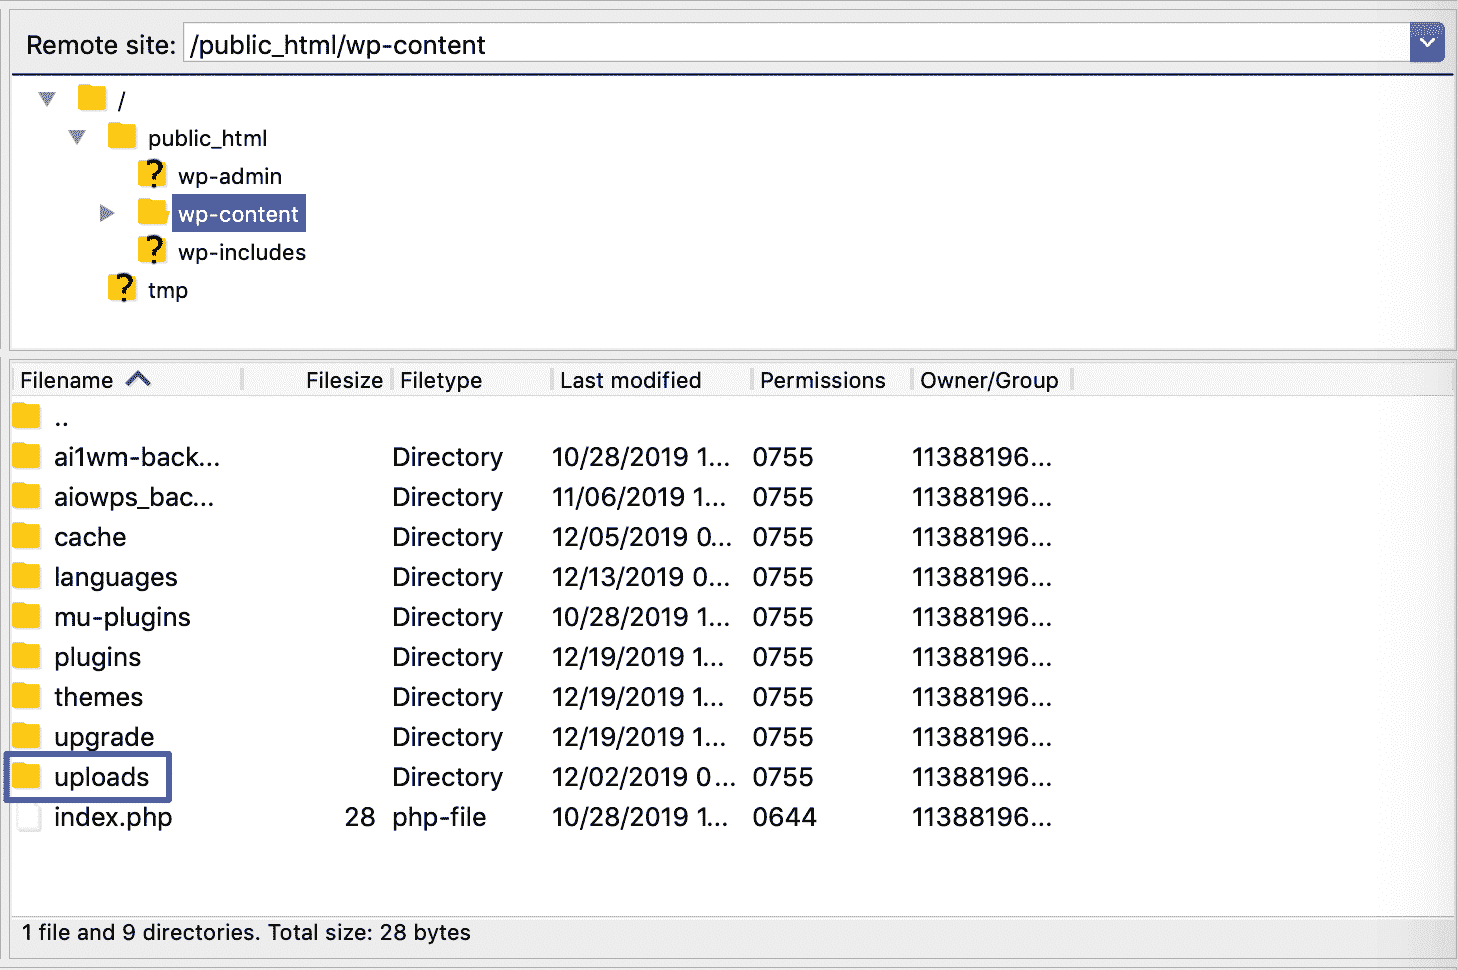 Remote site: /public_html/wp-content
/
public_html
? wp-admin
wp-content
? wp-includes
? tmp
Filename Filesize Filetype Last modified Permissions Owner/Group
..
ai1wm-back... Directory 10/28/2019 1... 0755 11388196...
aiowps_bac... Directory 11/06/2019 1... 0755 11388196...
cache Directory 12/05/2019 0... 0755 11388196...
languages Directory 12/13/2019 0... 0755 11388196...
mu-plugins Directory 10/28/2019 1... 0755 11388196...
plugins Directory 12/19/2019 1... 0755 11388196...
themes Directory 12/19/2019 1... 0755 11388196...
upgrade Directory 12/19/2019 1... 0755 11388196...
uploads Directory 12/02/2019 0... 0755 11388196...
index.php 28 php-file 10/28/2019 1... 0644 11388196...
1 file and 9 directories. Total size: 28 bytes